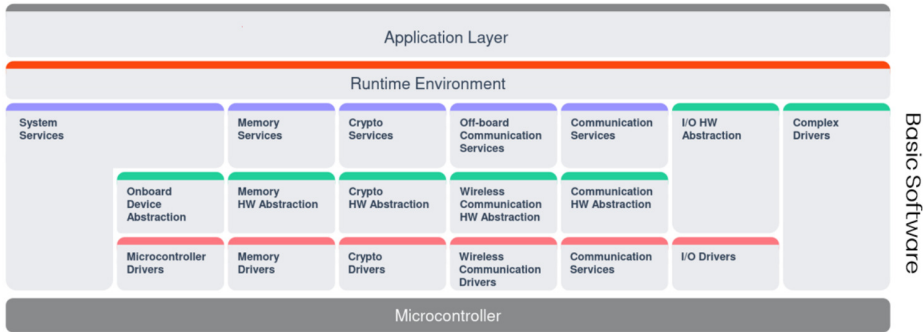 Application Layer
Runtime Environment
System
Services
Memory
Services
Crypto
Services
Off-board
Communication
Services
Communication
Services
I/O HW
Abstraction
Complex
Drivers
Onboard
Device
Abstraction
Memory
HW Abstraction
Crypto
HW Abstraction
Wireless
Communication
HW Abstraction
Communication
HW Abstraction
Microcontroller
Drivers
Memory
Drivers
Crypto
Drivers
Wireless
Communication
Drivers
Communication
Services
I/O Drivers
Microcontroller
Basic Software